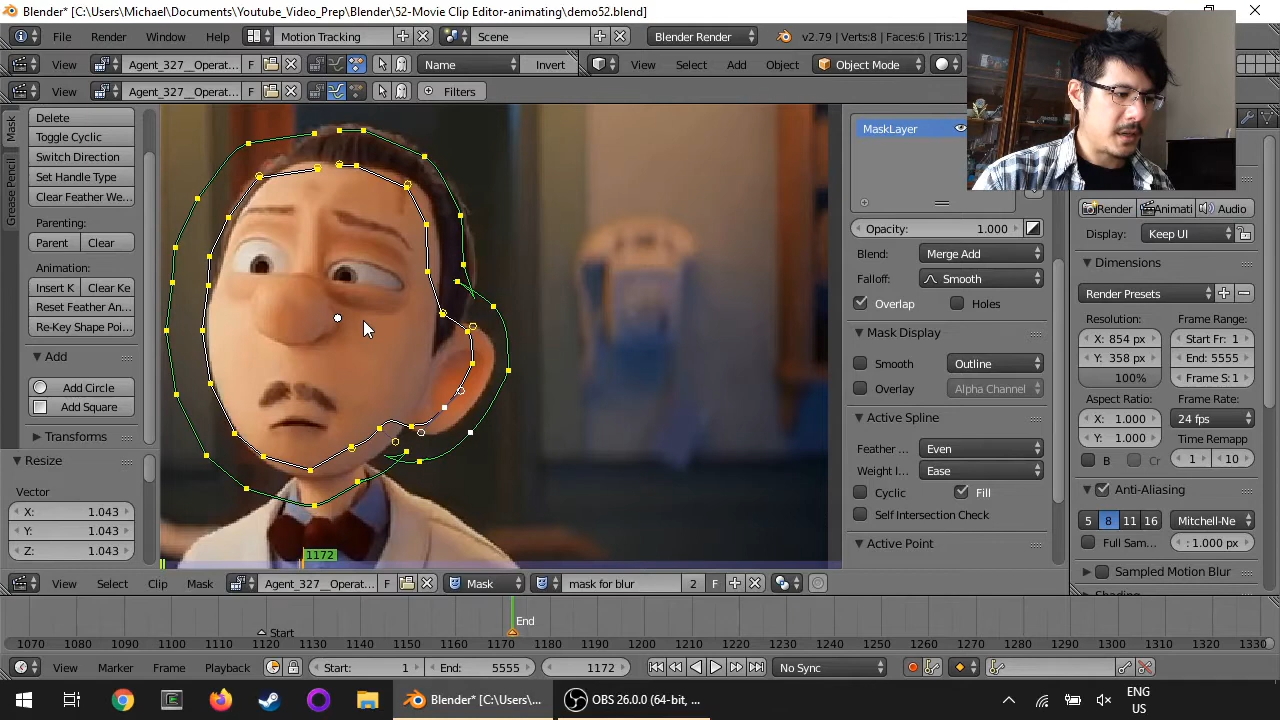 Blender* [C:\Users\Michael\Documents\Youtube_Video_Prep\Blender\52-Movie Clip Editor-animating\demo52.blend]
File Render Window Help Motion Tracking Scene Blender Render v2.79 | Verts:8 | Faces:6 | Tris:12
View Agent_327__Operat... F Name Invert View Select Add Object Object Mode
View Agent_327__Operat... F Filters
Mask
Grease Pencil
Delete
Toggle Cyclic
Switch Direction
Set Handle Type
Clear Feather We...
Parenting:
Parent Clear
Animation:
Insert K Clear Ke
Reset Feather An...
Re-Key Shape Poi...
Add
Add Circle
Add Square
Transforms
Resize
Vector
X: 1.043
Y: 1.043
Z: 1.043
1172
MaskLayer
Opacity: 1.000
Blend: Merge Add
Falloff: Smooth
Overlap Holes
Mask Display
Smooth Outline
Overlay Alpha Channel
Active Spline
Feather ... Even
Weight I... Ease
Cyclic Fill
Self Intersection Check
Active Point
Render Animati Audio
Display: Keep UI
Dimensions
Render Presets
Resolution: Frame Range:
X: 854 px Start Fr: 1
Y: 358 px End: 5555
100% Frame S: 1
Aspect Ratio: Frame Rate:
X: 1.000 24 fps
Y: 1.000 Time Remapp
B Cr 1 10
Anti-Aliasing
5 8 11 16 Mitchell-Ne
Full Sam... : 1.000 px
Sampled Motion Blur
View Select Clip Mask Agent_327__Operat... F Mask mask for blur 2 F
Start End
1070 1080 1090 1100 1110 1120 1130 1140 1150 1160 1170 1180 1190 1200 1210 1220 1230 1240 1250 1260 1270 1280 1290 1300 1310 1320 1330
View Marker Frame Playback Start: 1 End: 5555 1172 No Sync
Blender* [C:\Users\... OBS 26.0.0 (64-bit, ... ENG
US